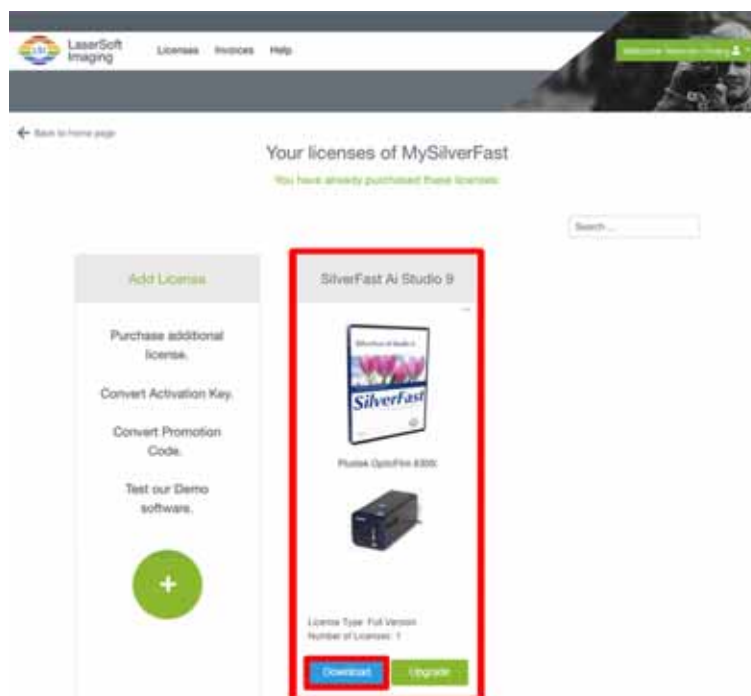 LaserSoft
Imaging
Licenses Invoices Help
Back to home page
Your licenses of MySilverFast
You have already purchased these licenses
Search ...
Add License
Purchase additional
license.
Convert Activation Key.
Convert Promotion
Code.
Test our Demo
software.
+
SilverFast Ai Studio 9
...
SilverFast
Plustek OpticFilm
License Type: Full Version
Number of Licenses: 1
Download
Upgrade